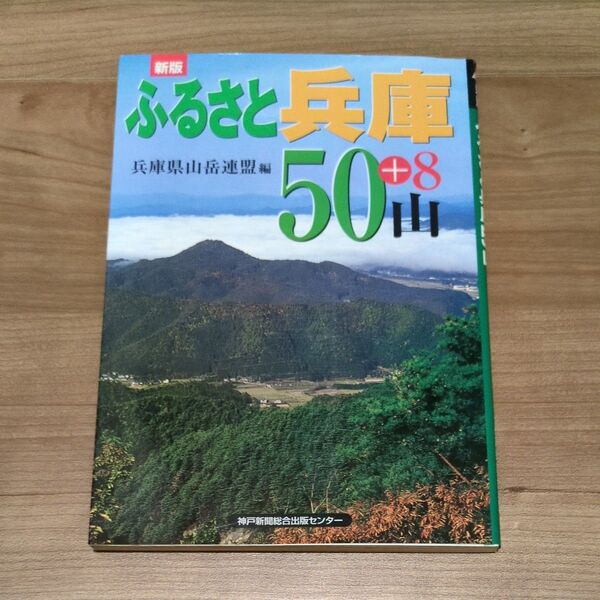 新版
ふるさと兵庫
50+8
山
兵庫県山岳連盟編
神戸新聞総合出版センター